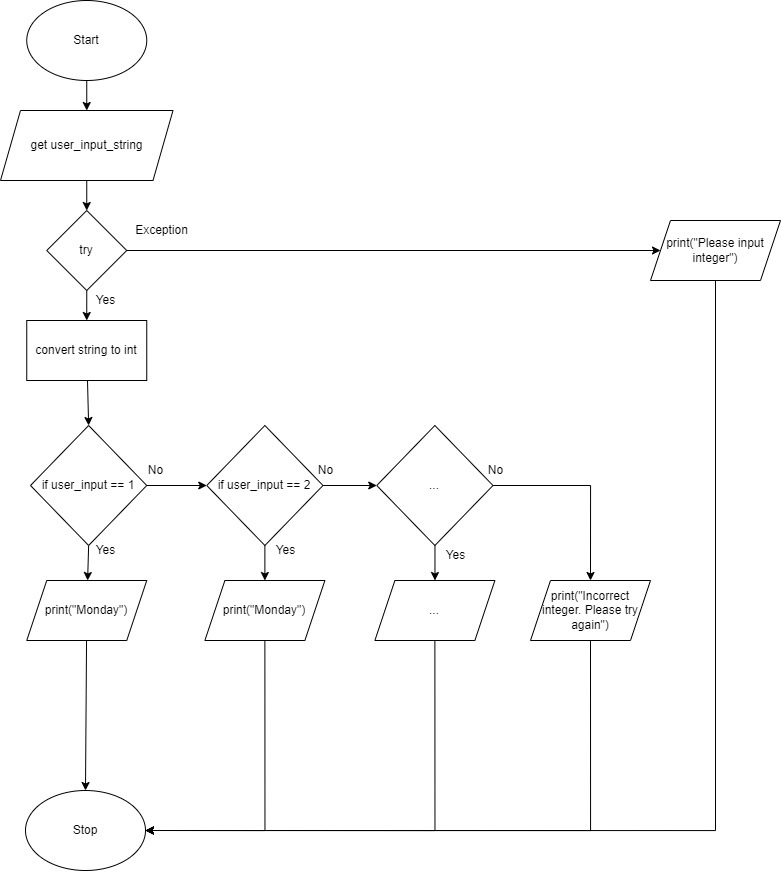 Start
get user_input_string
try
Exception
print("Please input
integer")
Yes
convert string to int
if user_input == 1
No
if user_input == 2
No
...
No
Yes
Yes
Yes
print("Monday")
print("Monday")
...
print("Incorrect
integer. Please try
again")
Stop